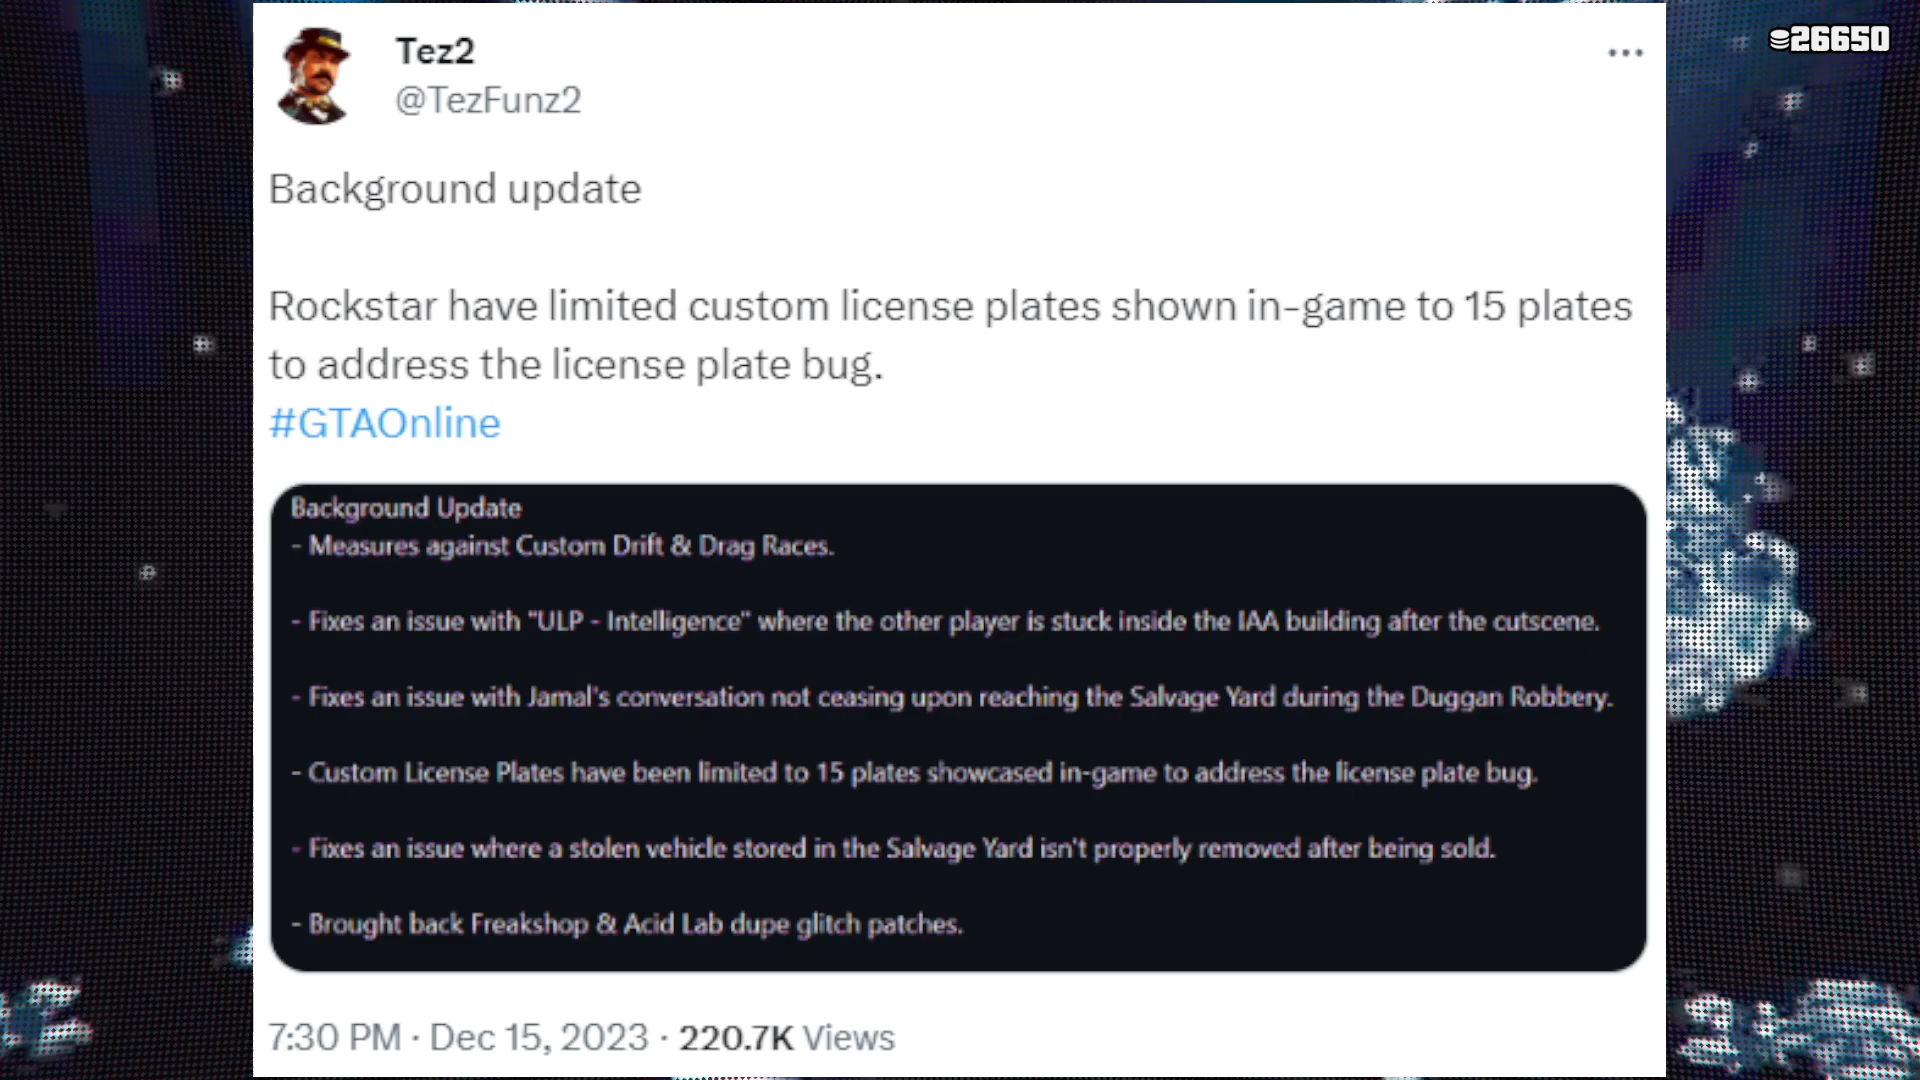 Tez2
26650
@TezFunz2
Background update
Rockstar have limited custom license plates shown in-game to 15 plates
to address the license plate bug.
#GTAOnline
Background Update
- Measures against Custom Drift & Drag Races.
- Fixes an issue with "ULP - Intelligence" where the other player is stuck inside the IAA building after the cutscene.
- Fixes an issue with Jamal's conversation not ceasing upon reaching the Salvage Yard during the Duggan Robbery.
- Custom License Plates have been limited to 15 plates showcased in-game to address the license plate bug.
- Fixes an issue where a stolen vehicle stored in the Salvage Yard isn't properly removed after being sold.
- Brought back Freakshop & Acid Lab dupe glitch patches.
7:30 PM · Dec 15, 2023 · 220.7K Views